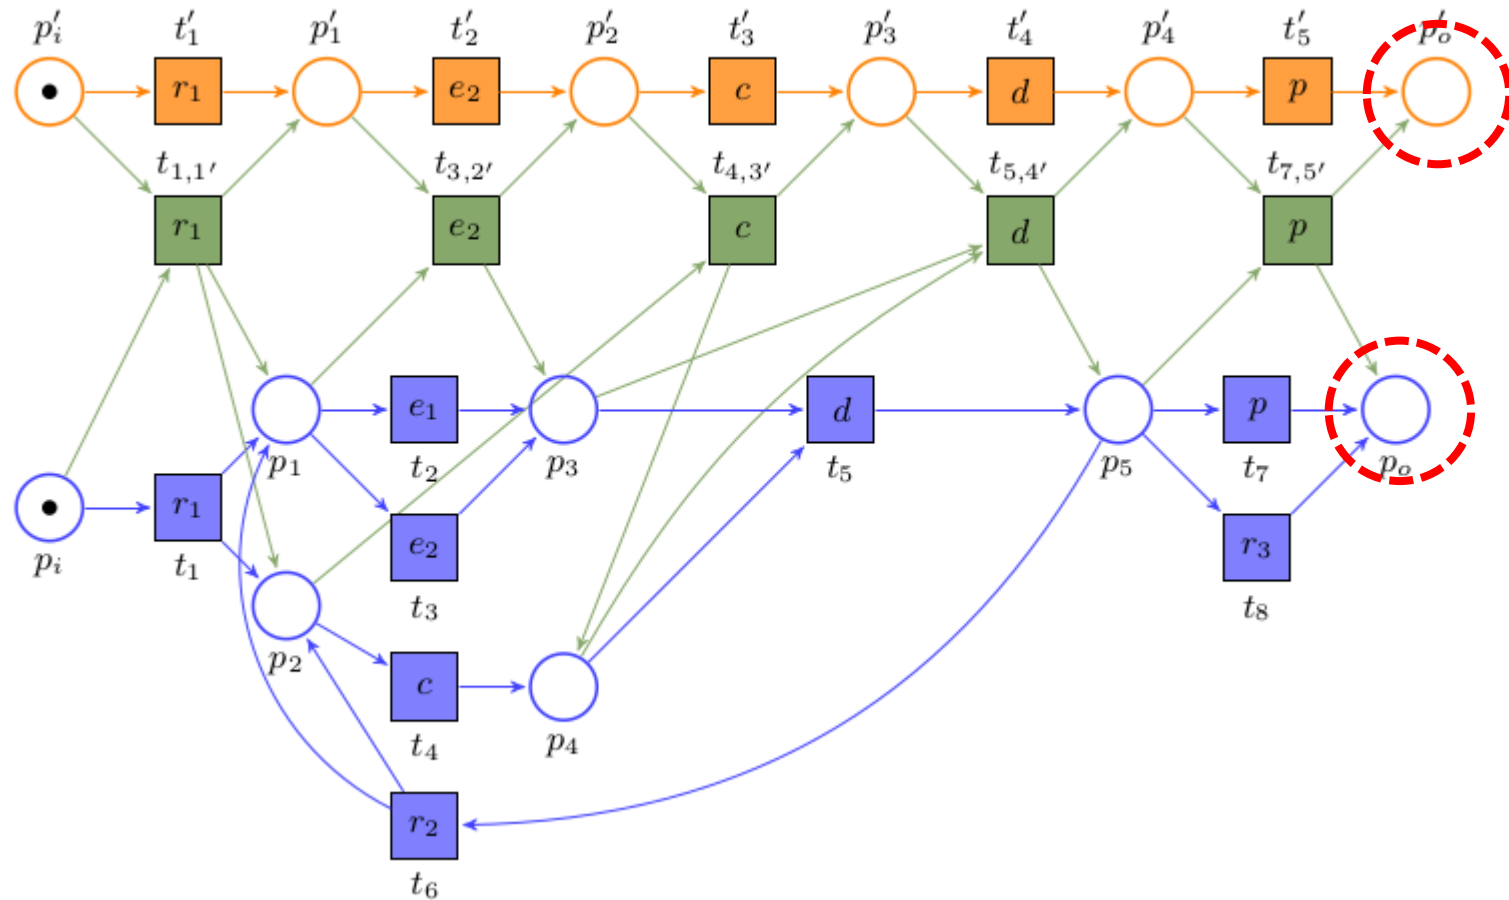 p′ᵢ t′₁ p′₁ t′₂ p′₂ t′₃ p′₃ t′₄ p′₄ t′₅ p′ₒ
r₁ e₂ c d p
t₁,₁′ t₃,₂′ t₄,₃′ t₅,₄′ t₇,₅′
r₁ e₂ c d p
e₁ d p
p₁ t₂ p₃ t₅ p₅ t₇ pₒ
r₁ e₂ r₃
pᵢ t₁ t₃ t₈
p₂ c
t₄ p₄
r₂
t₆